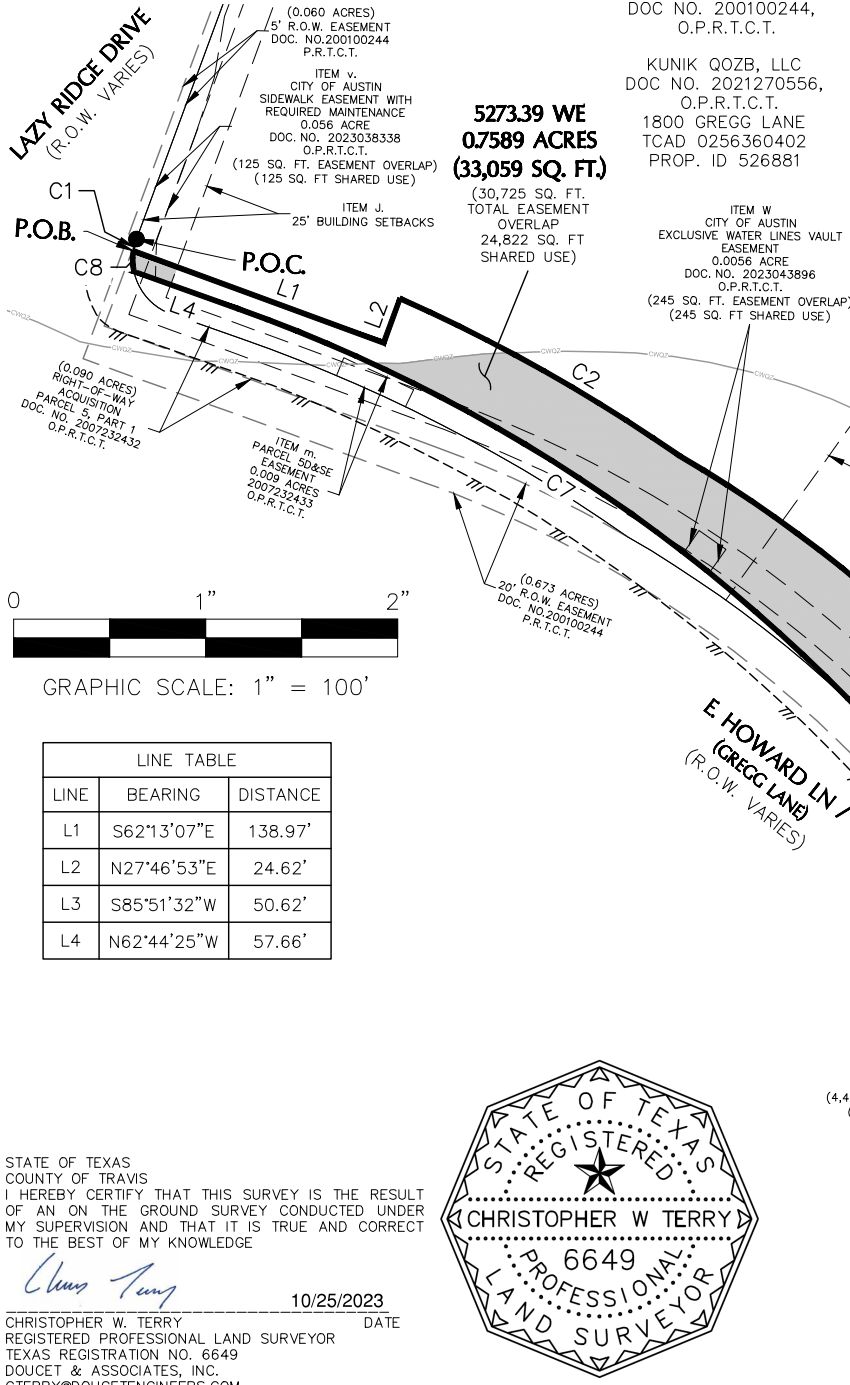 LAZY RIDGE DRIVE
(R.O.W. VARIES)
(0.060 ACRES)
5' R.O.W. EASEMENT
DOC. NO.200100244
P.R.T.C.T.
ITEM v.
CITY OF AUSTIN
SIDEWALK EASEMENT WITH
REQUIRED MAINTENANCE
0.056 ACRE
DOC. NO. 2023038338
O.P.R.T.C.T.
(125 SQ. FT. EASEMENT OVERLAP)
(125 SQ. FT SHARED USE)
ITEM J.
25' BUILDING SETBACKS
5273.39 WE
0.7589 ACRES
(33,059 SQ. FT.)
(30,725 SQ. FT.
TOTAL EASEMENT
OVERLAP
24,822 SQ. FT
SHARED USE)
DOC NO. 200100244,
O.P.R.T.C.T.
KUNIK QOZB, LLC
DOC NO. 2021270556,
O.P.R.T.C.T.
1800 GREGG LANE
TCAD 0256360402
PROP. ID 526881
ITEM W
CITY OF AUSTIN
EXCLUSIVE WATER LINES VAULT
EASEMENT
0.0056 ACRE
DOC. NO. 2023043896
O.P.R.T.C.T.
(245 SQ. FT. EASEMENT OVERLAP)
(245 SQ. FT SHARED USE)
C1
P.O.B.
C8
P.O.C.
L1
L4
L2
C2
C7
CWQZ
CWQZ
CWQZ
CWQZ
CWQZ
CWQZ
(0.090 ACRES)
RIGHT-OF-WAY
ACQUISITION
PARCEL 5, PART 1
DOC. NO. 2007232432
O.P.R.T.C.T.
ITEM m.
PARCEL 5D&SE
EASEMENT
0.009 ACRES
2007232433
O.P.R.T.C.T.
(0.673 ACRES)
20' R.O.W. EASEMENT
DOC. NO.200100244
P.R.T.C.T.
0 1" 2"
GRAPHIC SCALE: 1" = 100'
E. HOWARD LN /
(GREGG LANE)
(R.O.W. VARIES)
LINE TABLE
LINE BEARING DISTANCE
L1 S62°13'07"E 138.97'
L2 N27°46'53"E 24.62'
L3 S85°51'32"W 50.62'
L4 N62°44'25"W 57.66'
(4,4
(
STATE OF TEXAS
COUNTY OF TRAVIS
I HEREBY CERTIFY THAT THIS SURVEY IS THE RESULT
OF AN ON THE GROUND SURVEY CONDUCTED UNDER
MY SUPERVISION AND THAT IT IS TRUE AND CORRECT
TO THE BEST OF MY KNOWLEDGE
Chris Terry
10/25/2023
CHRISTOPHER W. TERRY DATE
REGISTERED PROFESSIONAL LAND SURVEYOR
TEXAS REGISTRATION NO. 6649
DOUCET & ASSOCIATES, INC.
CTERRY@DOUCETENGINEERS.COM
STATE OF TEXAS
REGISTERED
CHRISTOPHER W TERRY
6649
PROFESSIONAL
LAND SURVEYOR